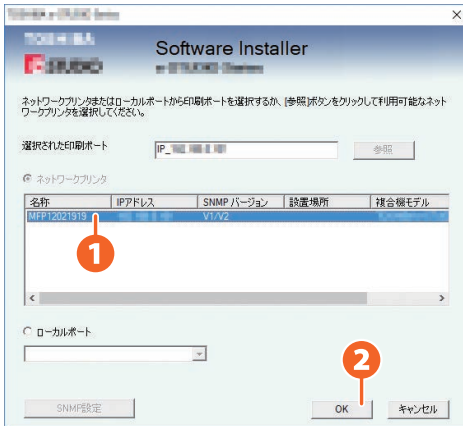 Software Installer
ネットワークプリンタまたはローカルポートから印刷ポートを選択するか、[参照]ボタンをクリックして利用可能なネット
ワークプリンタを選択してください。
選択された印刷ポート IP_ 参照
ネットワークプリンタ
名称 IPアドレス SNMP バージョン 設置場所 複合機モデル
MFP12021919 V1/V2
1
ローカルポート
2
SNMP設定 OK キャンセル